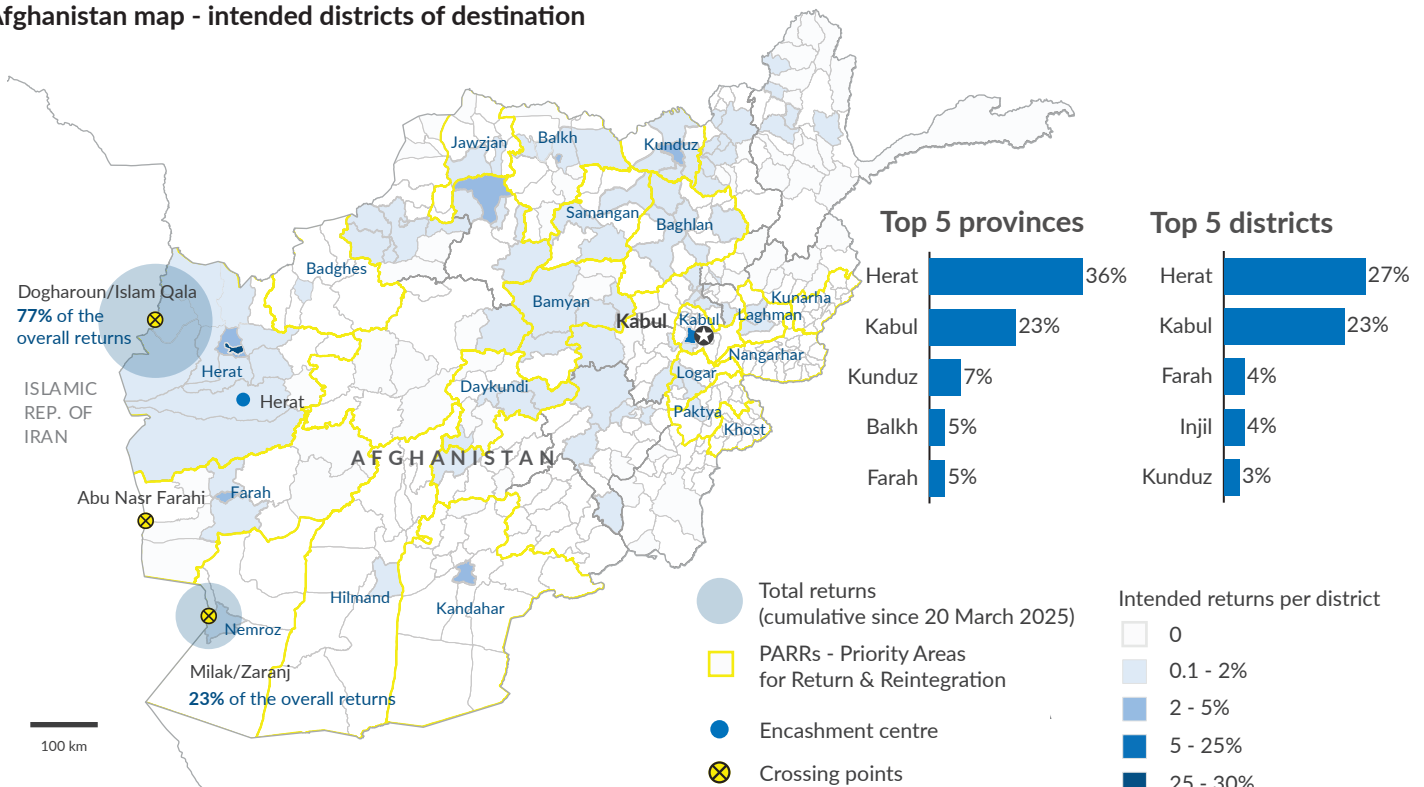 Afghanistan map - intended districts of destination
Jawzjan
Balkh
Kunduz
Samangan
Baghlan
Badghes
Dogharoun/Islam Qala
77% of the
overall returns
Bamyan
Kabul
Kabul
Kunarha
Laghman
Nangarhar
Herat
Herat
ISLAMIC
REP. OF
IRAN
Daykundi
Logar
Paktya
Khost
AFGHANISTAN
Abu Nasr Farahi
Farah
Hilmand
Kandahar
Nemroz
Milak/Zaranj
23% of the overall returns
100 km
Top 5 provinces
Herat 36%
Kabul 23%
Kunduz 7%
Balkh 5%
Farah 5%
Top 5 districts
Herat 27%
Kabul 23%
Farah 4%
Injil 4%
Kunduz 3%
Total returns
(cumulative since 20 March 2025)
PARRs - Priority Areas
for Return & Reintegration
Encashment centre
Crossing points
Intended returns per district
0
0.1 - 2%
2 - 5%
5 - 25%
25 - 30%